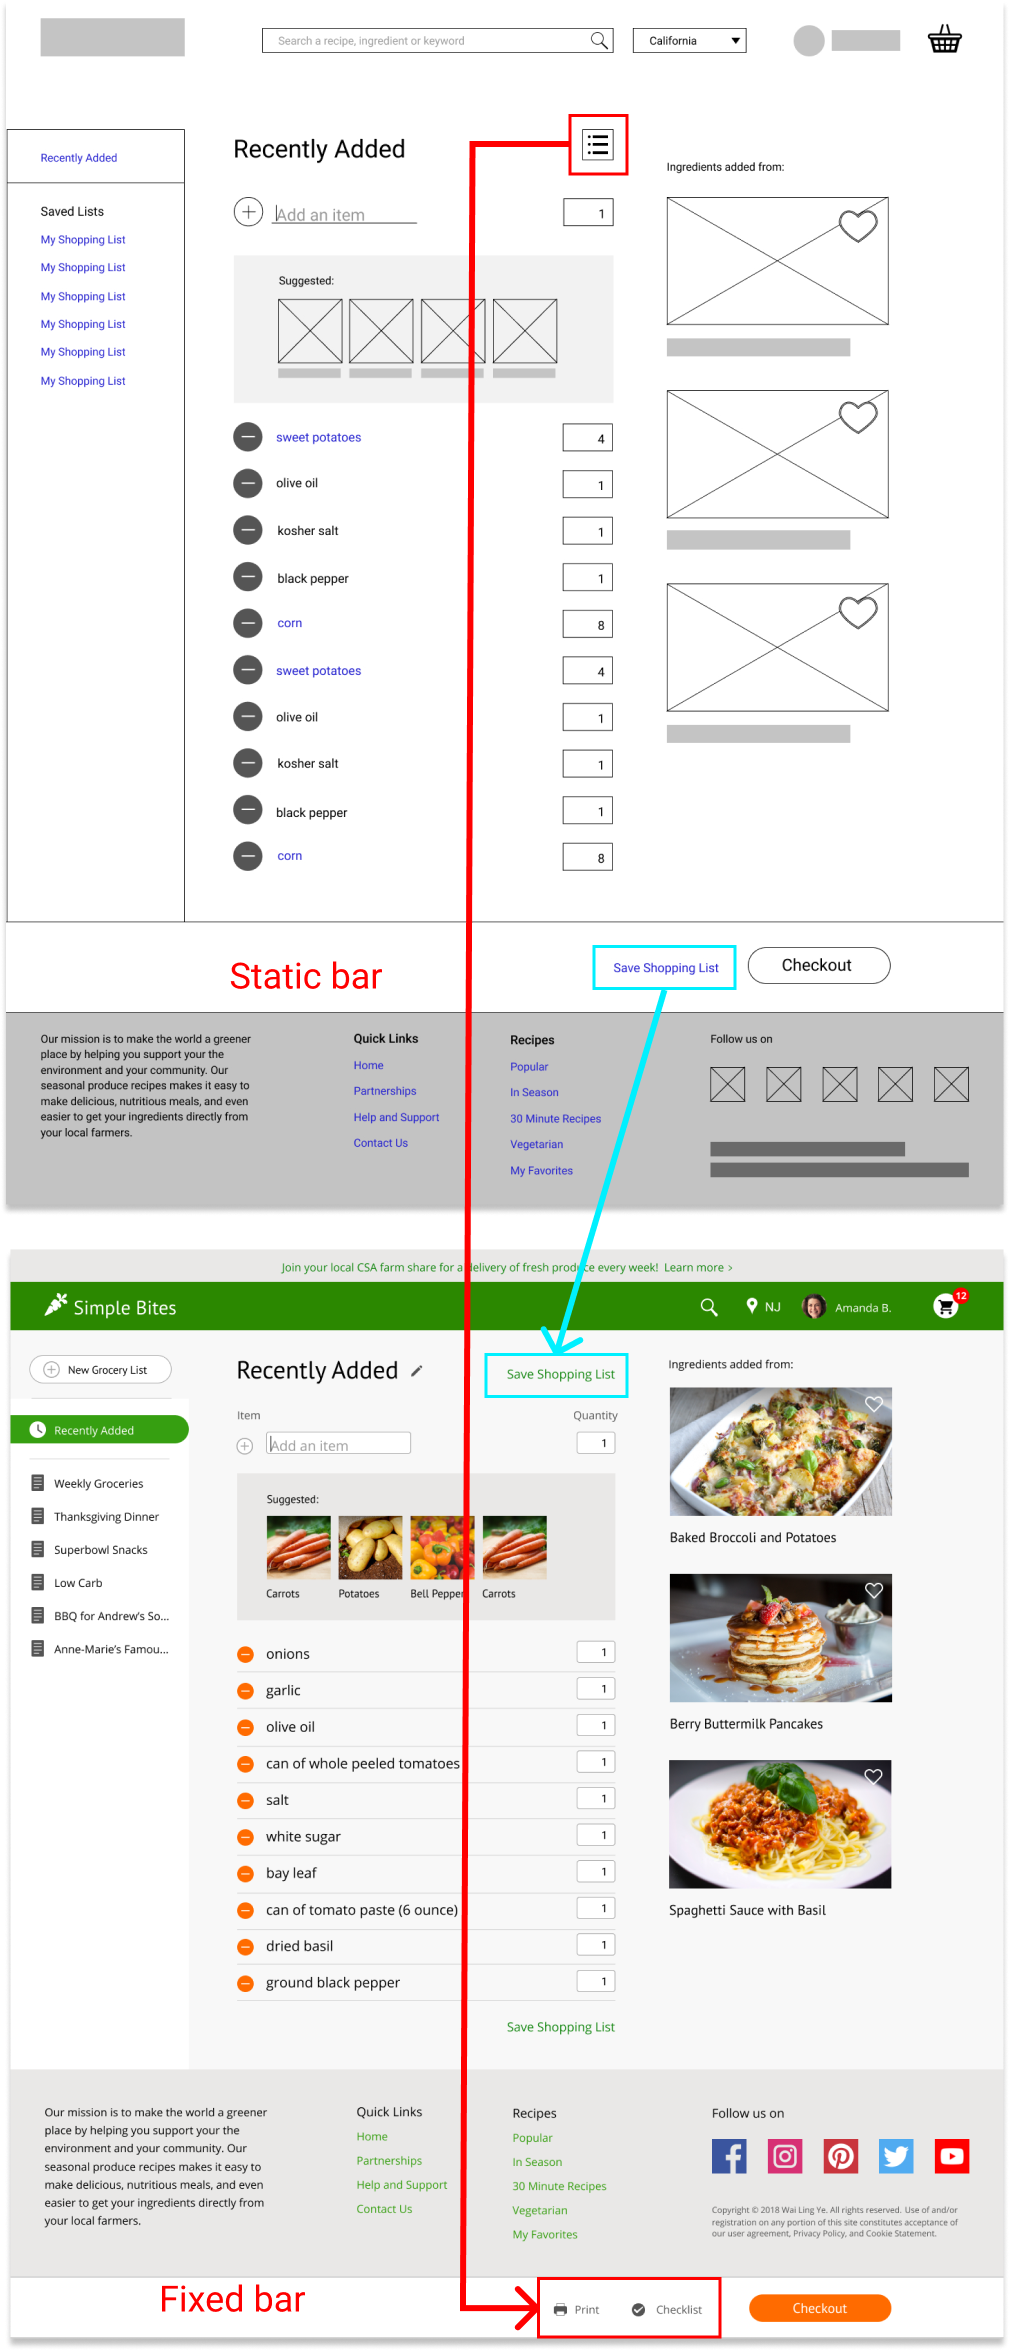 Search a recipe, ingredient or keyword
California
Recently Added
Saved Lists
My Shopping List
My Shopping List
My Shopping List
My Shopping List
My Shopping List
My Shopping List
Recently Added
Add an item
1
Suggested:
sweet potatoes
4
olive oil
1
kosher salt
1
black pepper
1
corn
8
sweet potatoes
4
olive oil
1
kosher salt
1
black pepper
1
corn
8
Ingredients added from:
Static bar
Save Shopping List
Checkout
Our mission is to make the world a greener
place by helping you support your the
environment and your community. Our
seasonal produce recipes makes it easy to
make delicious, nutritious meals, and even
easier to get your ingredients directly from
your local farmers.
Quick Links
Home
Partnerships
Help and Support
Contact Us
Recipes
Popular
In Season
30 Minute Recipes
Vegetarian
My Favorites
Follow us on
Join your local CSA farm share for a delivery of fresh produce every week! Learn more >
Simple Bites
NJ
Amanda B.
12
New Grocery List
Recently Added
Weekly Groceries
Thanksgiving Dinner
Superbowl Snacks
Low Carb
BBQ for Andrew's So...
Anne-Marie's Famou...
Recently Added
Save Shopping List
Item
Quantity
Add an item
1
Suggested:
Carrots
Potatoes
Bell Pepper
Carrots
onions
1
garlic
1
olive oil
1
can of whole peeled tomatoes
1
salt
1
white sugar
1
bay leaf
1
can of tomato paste (6 ounce)
1
dried basil
1
ground black pepper
1
Save Shopping List
Ingredients added from:
Baked Broccoli and Potatoes
Berry Buttermilk Pancakes
Spaghetti Sauce with Basil
Our mission is to make the world a greener
place by helping you support your the
environment and your community. Our
seasonal produce recipes makes it easy to
make delicious, nutritious meals, and even
easier to get your ingredients directly from
your local farmers.
Quick Links
Home
Partnerships
Help and Support
Contact Us
Recipes
Popular
In Season
30 Minute Recipes
Vegetarian
My Favorites
Follow us on
Copyright © 2018 Wai Ling Ye. All rights reserved. Use of and/or
registration on any portion of this site constitutes acceptance of
our user agreement, Privacy Policy, and Cookie Statement.
Fixed bar
Print
Checklist
Checkout